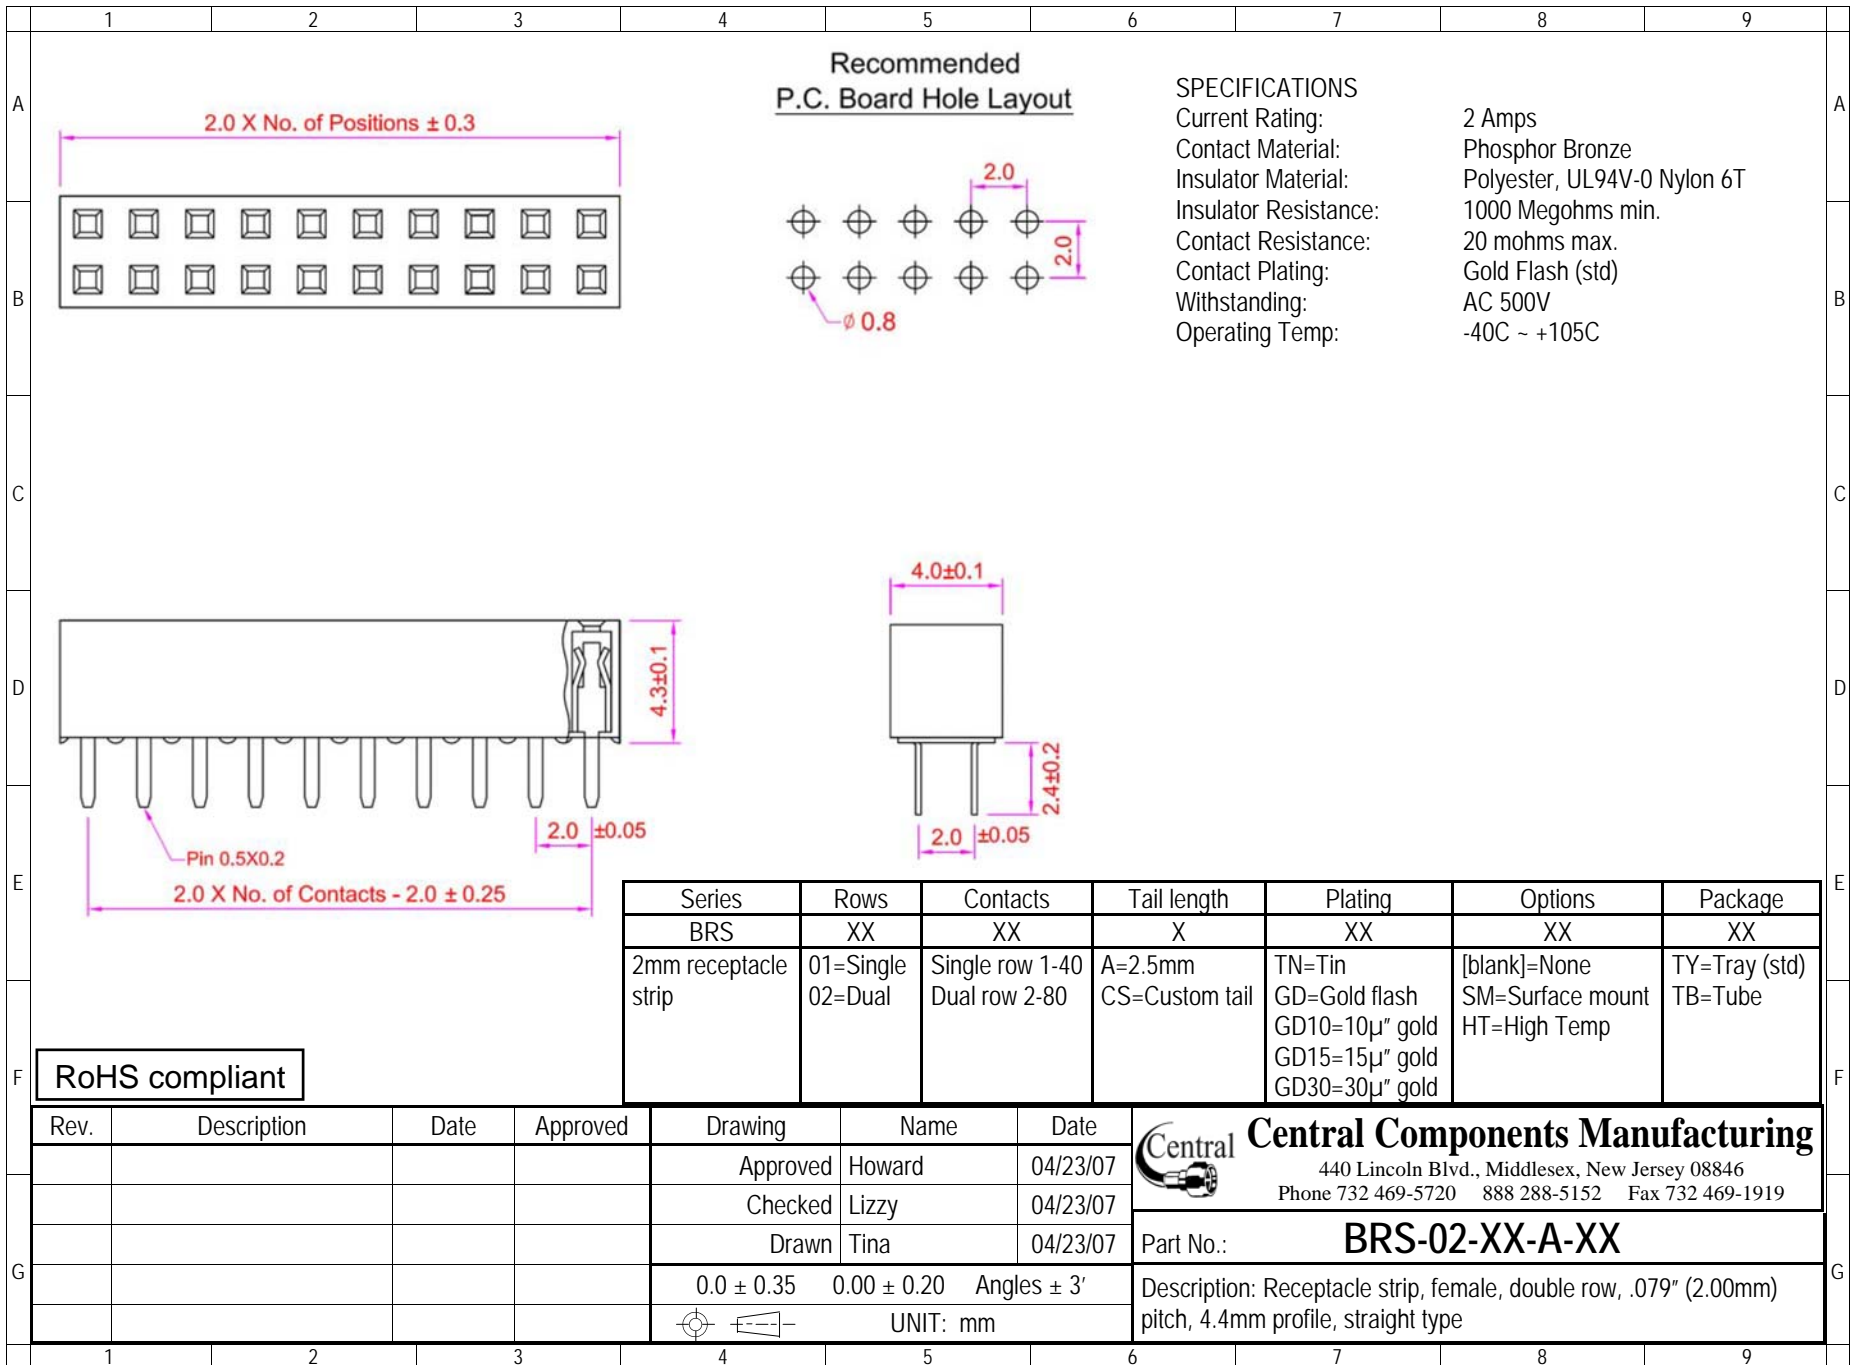 1 2 3 4 5 6 7 8 9
A A
B B
C C
D D
E E
F F
G G
2.0 X No. of Positions ± 0.3
Recommended
P.C. Board Hole Layout
2.0
2.0
ø 0.8
SPECIFICATIONS
Current Rating: 2 Amps
Contact Material: Phosphor Bronze
Insulator Material: Polyester, UL94V-0 Nylon 6T
Insulator Resistance: 1000 Megohms min.
Contact Resistance: 20 mohms max.
Contact Plating: Gold Flash (std)
Withstanding: AC 500V
Operating Temp: -40C ~ +105C
4.3±0.1
2.0 ±0.05
Pin 0.5X0.2
2.0 X No. of Contacts - 2.0 ± 0.25
4.0±0.1
2.4±0.2
2.0 ±0.05
Series Rows Contacts Tail length Plating Options Package
BRS XX XX X XX XX XX
2mm receptacle 01=Single Single row 1-40 A=2.5mm TN=Tin [blank]=None TY=Tray (std)
strip 02=Dual Dual row 2-80 CS=Custom tail GD=Gold flash SM=Surface mount TB=Tube
GD10=10µ″ gold HT=High Temp
GD15=15µ″ gold
GD30=30µ″ gold
RoHS compliant
Rev. Description Date Approved
Drawing Name Date
Approved Howard 04/23/07
Checked Lizzy 04/23/07
Drawn Tina 04/23/07
0.0 ± 0.35 0.00 ± 0.20 Angles ± 3′
UNIT: mm
Central
Central Components Manufacturing
440 Lincoln Blvd., Middlesex, New Jersey 08846
Phone 732 469-5720 888 288-5152 Fax 732 469-1919
Part No.: BRS-02-XX-A-XX
Description: Receptacle strip, female, double row, .079″ (2.00mm)
pitch, 4.4mm profile, straight type
1 2 3 4 5 6 7 8 9